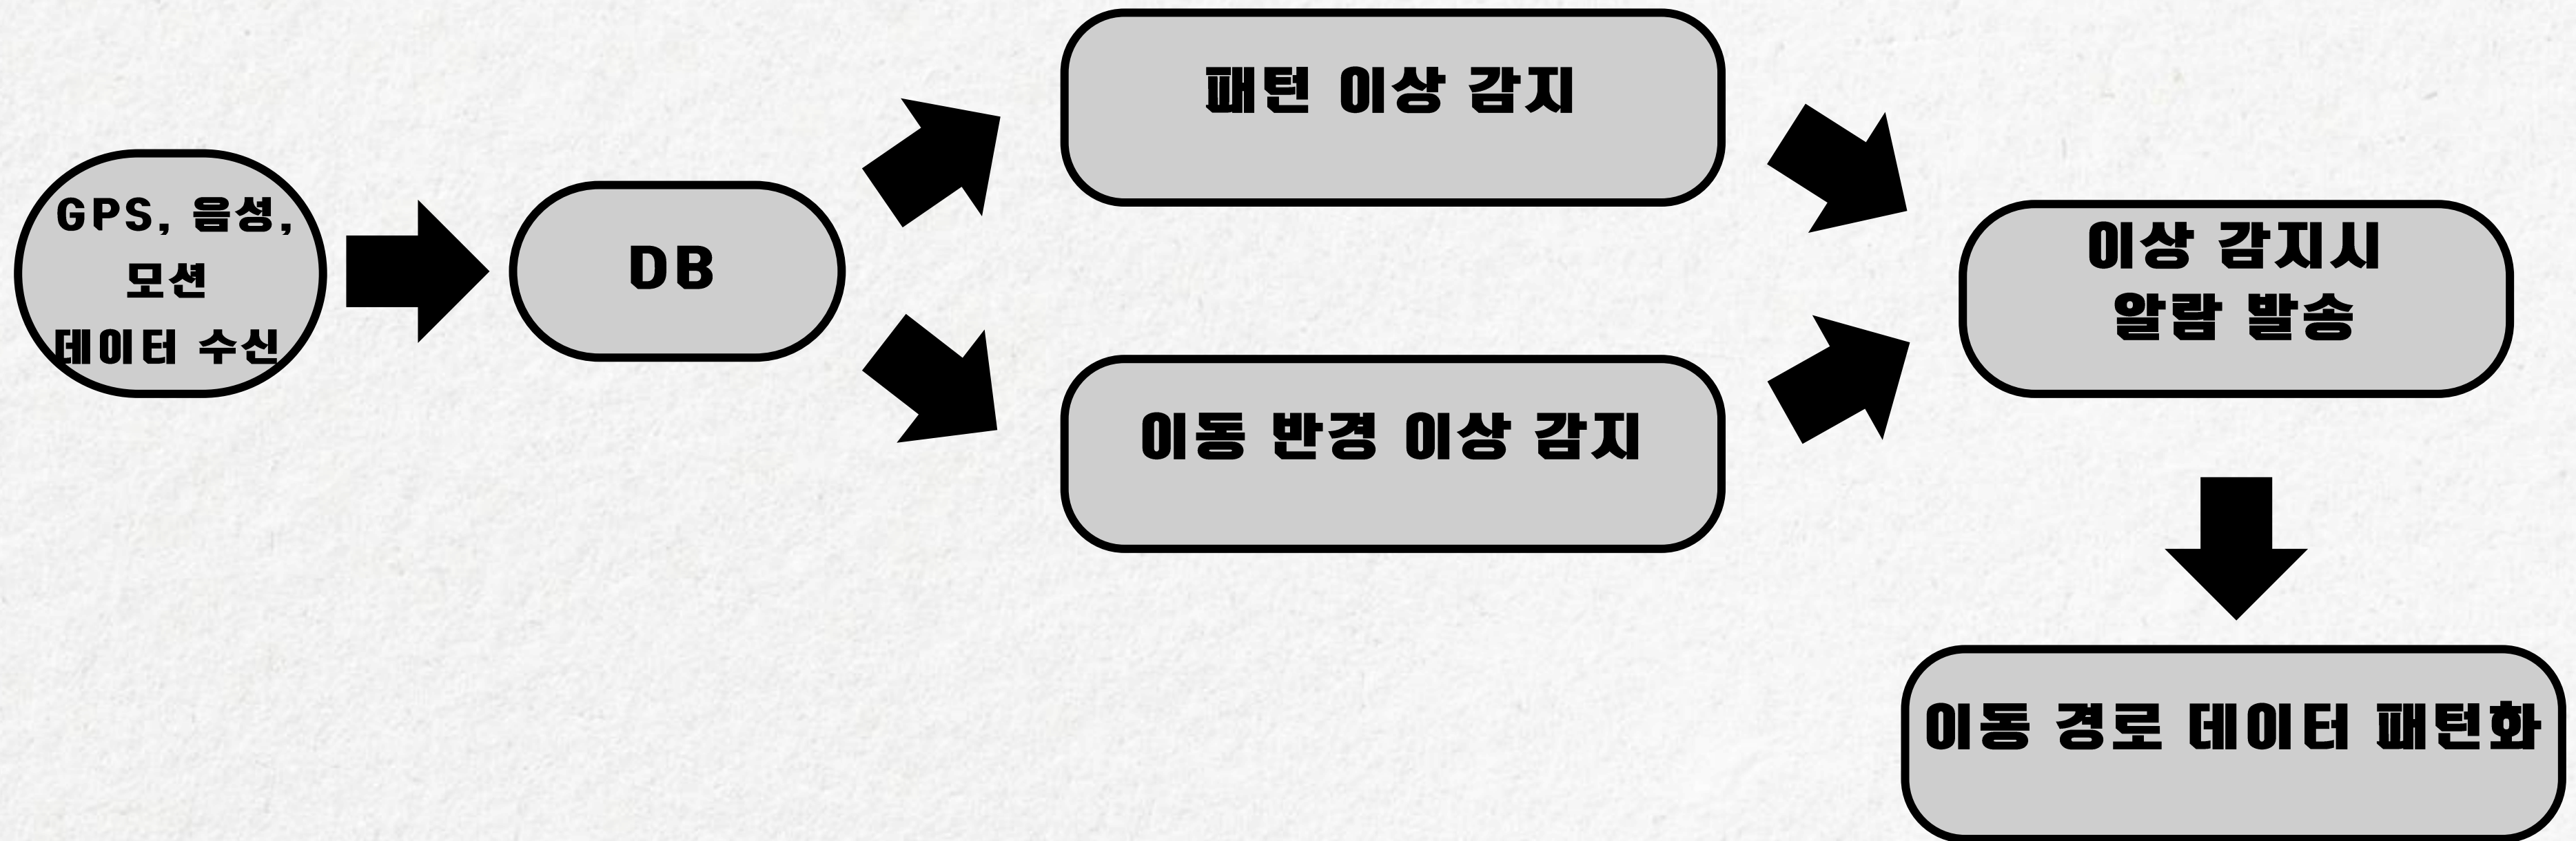 GPS, 음성,
모션
데이터 수신
DB
패턴 이상 감지
이동 반경 이상 감지
이상 감지시
알람 발송
이동 경로 데이터 패턴화